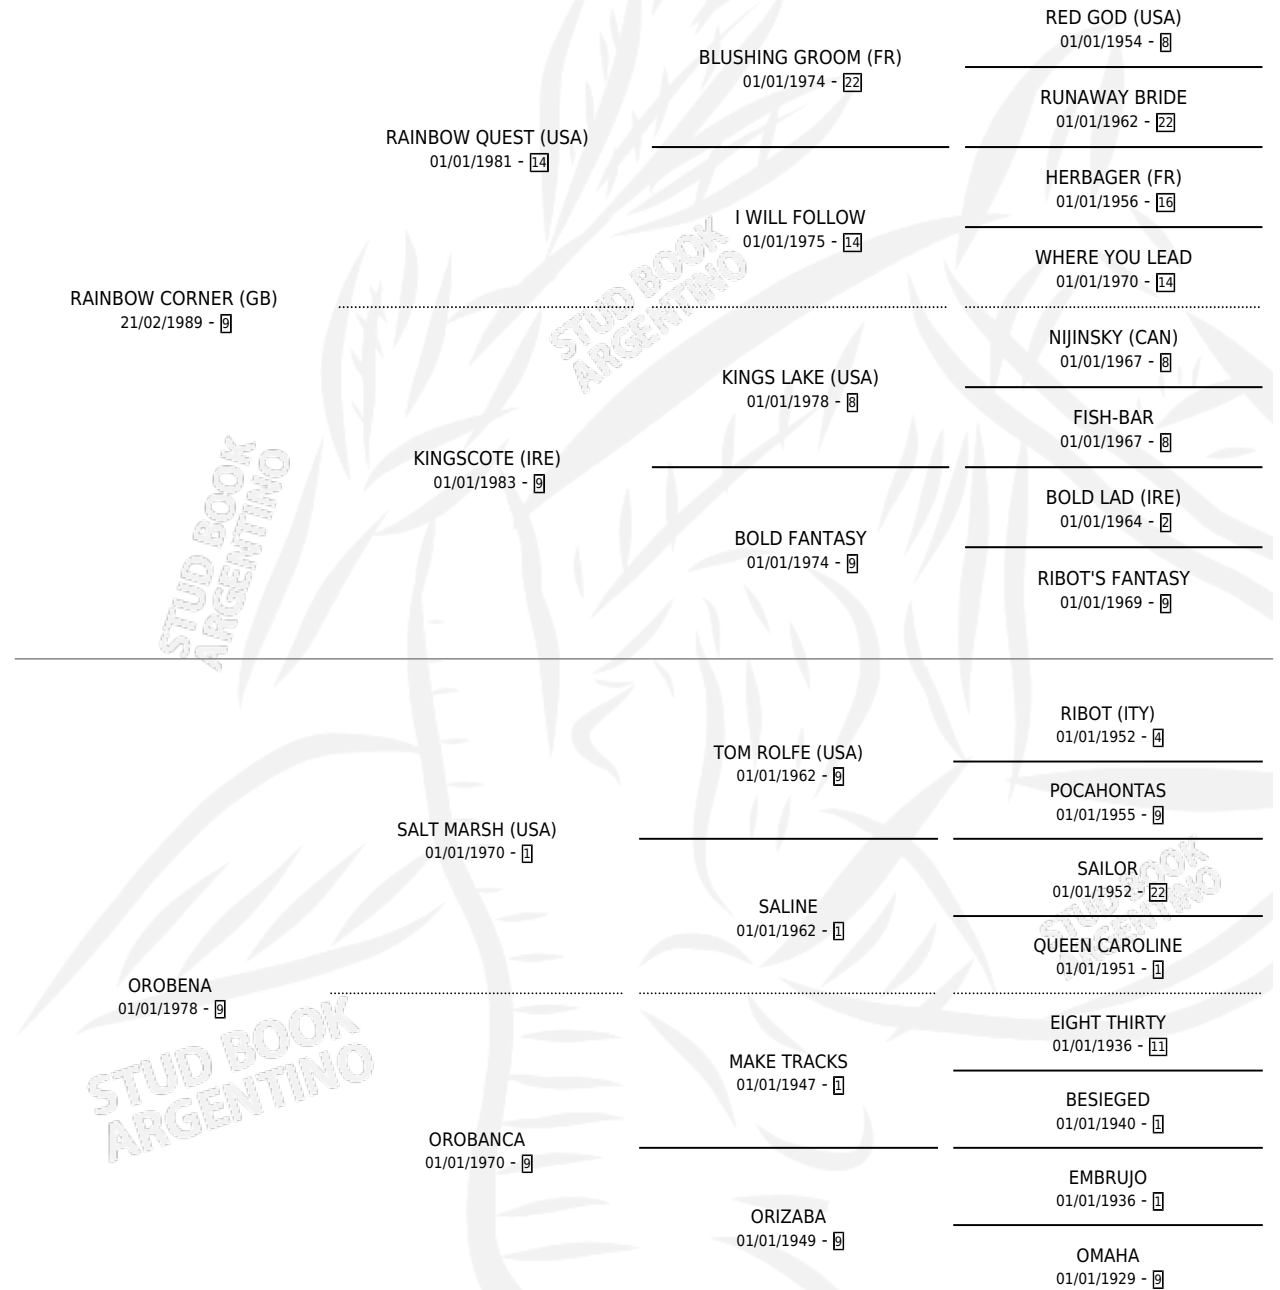 RED GOD (USA)
01/01/1954 - 8
BLUSHING GROOM (FR)
01/01/1974 - 22
RUNAWAY BRIDE
01/01/1962 - 22
RAINBOW QUEST (USA)
01/01/1981 - 14
HERBAGER (FR)
01/01/1956 - 16
I WILL FOLLOW
01/01/1975 - 14
WHERE YOU LEAD
01/01/1970 - 14
RAINBOW CORNER (GB)
21/02/1989 - 9
STUD BOOK
ARGENTINO
NIJINSKY (CAN)
01/01/1967 - 8
KINGS LAKE (USA)
01/01/1978 - 8
FISH-BAR
01/01/1967 - 8
KINGSCOTE (IRE)
01/01/1983 - 9
BOLD LAD (IRE)
01/01/1964 - 2
BOLD FANTASY
01/01/1974 - 9
RIBOT'S FANTASY
01/01/1969 - 9
STUD BOOK
ARGENTINO
RIBOT (ITY)
01/01/1952 - 4
TOM ROLFE (USA)
01/01/1962 - 9
POCAHONTAS
01/01/1955 - 9
SALT MARSH (USA)
01/01/1970 - 1
SAILOR
01/01/1952 - 22
SALINE
01/01/1962 - 1
STUD BOOK
ARGENTINO
QUEEN CAROLINE
01/01/1951 - 1
OROBENA
01/01/1978 - 9
EIGHT THIRTY
01/01/1936 - 11
MAKE TRACKS
01/01/1947 - 1
STUD BOOK
ARGENTINO
BESIEGED
01/01/1940 - 1
OROBANCA
01/01/1970 - 9
EMBRUJO
01/01/1936 - 1
ORIZABA
01/01/1949 - 9
OMAHA
01/01/1929 - 9